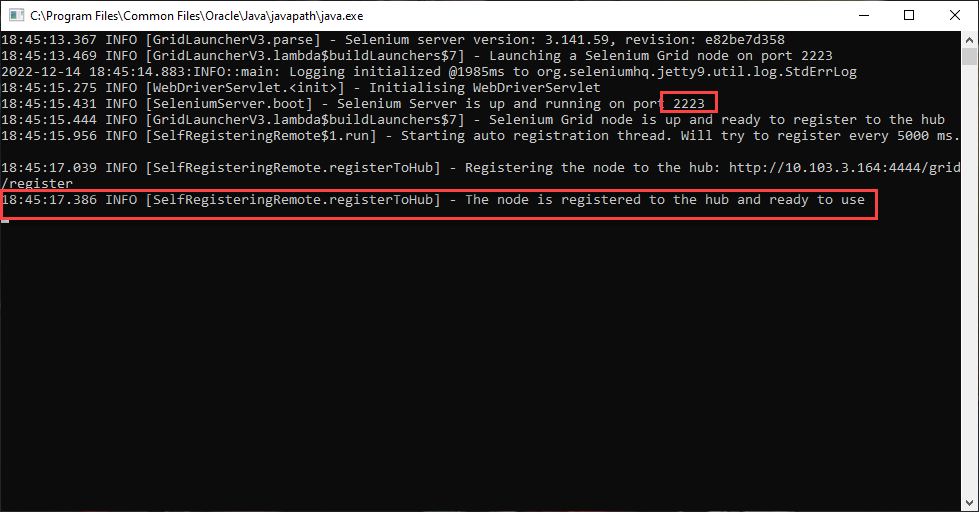 C:\Program Files\Common Files\Oracle\Java\javapath\java.exe
18:45:13.367 INFO [GridLauncherV3.parse] - Selenium server version: 3.141.59, revision: e82be7d358
18:45:13.469 INFO [GridLauncherV3.lambda$buildLaunchers$7] - Launching a Selenium Grid node on port 2223
2022-12-14 18:45:14.883:INFO::main: Logging initialized @1985ms to org.seleniumhq.jetty9.util.log.StdErrLog
18:45:15.275 INFO [WebDriverServlet.<init>] - Initialising WebDriverServlet
18:45:15.431 INFO [SeleniumServer.boot] - Selenium Server is up and running on port 2223
18:45:15.444 INFO [GridLauncherV3.lambda$buildLaunchers$7] - Selenium Grid node is up and ready to register to the hub
18:45:15.956 INFO [SelfRegisteringRemote$1.run] - Starting auto registration thread. Will try to register every 5000 ms.
18:45:17.039 INFO [SelfRegisteringRemote.registerToHub] - Registering the node to the hub: http://10.103.3.164:4444/grid
/register
18:45:17.386 INFO [SelfRegisteringRemote.registerToHub] - The node is registered to the hub and ready to use